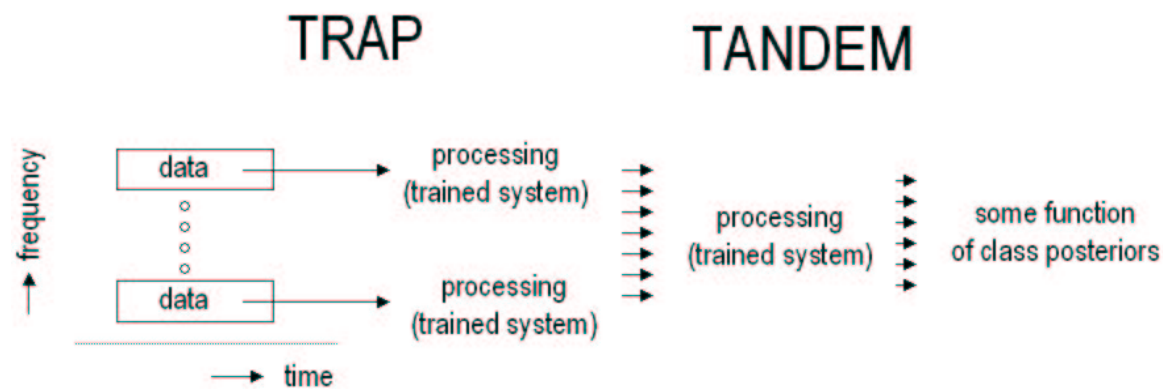 TRAP
TANDEM
frequency
data
processing
(trained system)
data
processing
(trained system)
processing
(trained system)
some function
of class posteriors
time